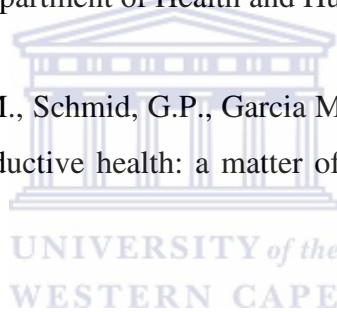 partment of Health and Hu
M., Schmid, G.P., Garcia M
ductive health: a matter of
UNIVERSITY of the
WESTERN CAPE